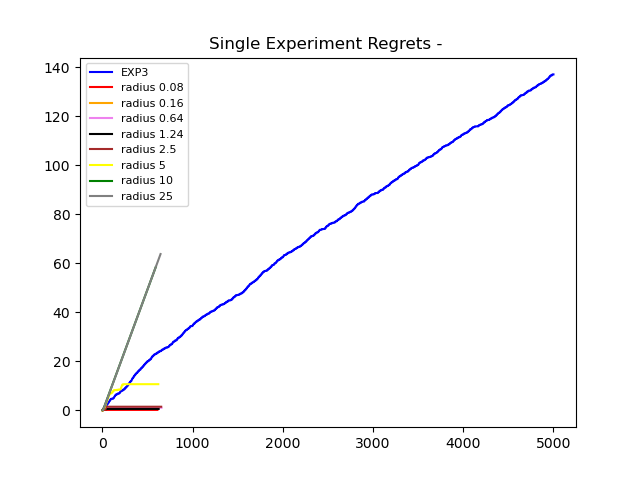 Single Experiment Regrets -
140
120
100
80
60
40
20
0
EXP3
radius 0.08
radius 0.16
radius 0.64
radius 1.24
radius 2.5
radius 5
radius 10
radius 25
0 1000 2000 3000 4000 5000